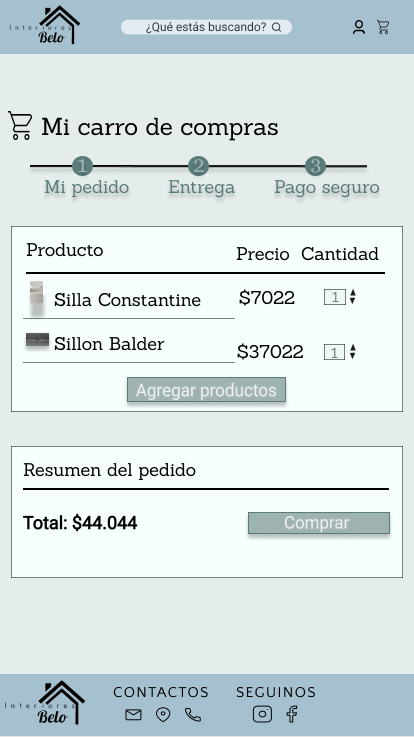 Interiores
Belo
¿Qué estás buscando?
Mi carro de compras
1 2 3
Mi pedido Entrega Pago seguro
Producto Precio Cantidad
Silla Constantine $7022 1
Sillon Balder $37022 1
Agregar productos
Resumen del pedido
Total: $44.044 Comprar
Interiores
Belo
CONTACTOS SEGUINOS